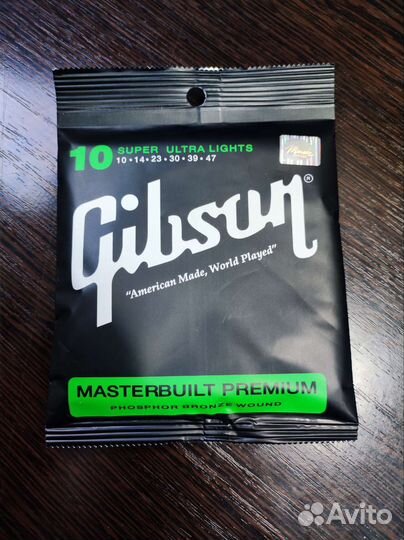 10 SUPER ULTRA LIGHTS
10•14•23•30•39•47
Gibson®
“American Made, World Played”
MASTERBUILT PREMIUM
PHOSPHOR BRONZE WOUND
Avito